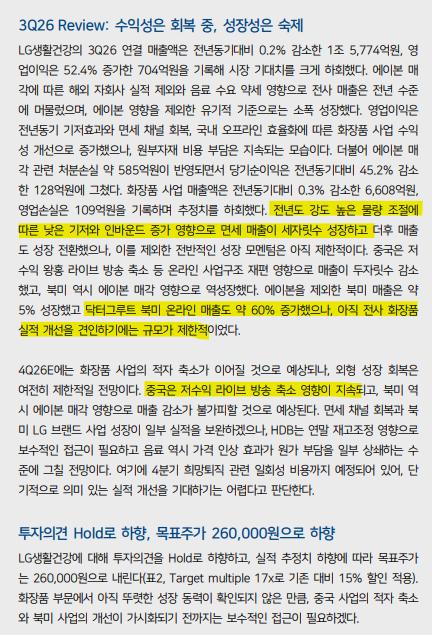 3Q26 Review: 수익성은 회복 중, 성장성은 숙제
LG생활건강의 3Q26 연결 매출액은 전년동기대비 0.2% 감소한 1조 5,774억원, 영
업이익은 52.4% 증가한 704억원을 기록해 시장 기대치를 크게 하회했다. 에이본 매
각에 따른 해외 자회사 실적 제외와 음료 수요 약세 영향으로 전사 매출은 전년 수준
에 머물렀으며, 에이본 영향을 제외한 유기적 기준으로는 소폭 성장했다. 영업이익은
전년동기 기저효과와 면세 채널 회복, 국내 오프라인 효율화에 따른 화장품 사업 수익
성 개선으로 증가했으나, 원부자재 비용 부담은 지속되는 모습이다. 더불어 에이본 매
각 관련 처분손실 약 585억원이 반영되면서 당기순이익은 전년동기대비 45.2% 감소
한 128억원에 그쳤다. 화장품 사업 매출액은 전년동기대비 0.3% 감소한 6,608억원,
영업손실은 109억원을 기록하며 추정치를 하회했다. 전년도 강도 높은 물량 조절에
따른 낮은 기저와 인바운드 증가 영향으로 면세 매출이 세자릿수 성장하고 더후 매출
도 성장 전환했으나, 이를 제외한 전반적인 성장 모멘텀은 아직 제한적이다. 중국은 저
수익 왕홍 라이브 방송 축소 등 온라인 사업구조 재편 영향으로 매출이 두자릿수 감소
했고, 북미 역시 에이본 매각 영향으로 역성장했다. 에이본을 제외한 북미 매출은 약
5% 성장했고 닥터그루트 북미 온라인 매출도 약 60% 증가했으나, 아직 전사 화장품
실적 개선을 견인하기에는 규모가 제한적이었다.
4Q26E에는 화장품 사업의 적자 축소가 이어질 것으로 예상되나, 외형 성장 회복은
여전히 제한적일 전망이다. 중국은 저수익 라이브 방송 축소 영향이 지속되고, 북미 역
시 에이본 매각 영향으로 매출 감소가 불가피할 것으로 예상된다. 면세 채널 회복과 북
미 LG 브랜드 사업 성장이 일부 실적을 보완하겠으나, HDB는 연말 재고조정 영향으로
보수적인 접근이 필요하고 음료 역시 가격 인상 효과가 원가 부담을 일부 상쇄하는 수
준에 그칠 전망이다. 여기에 4분기 희망퇴직 관련 일회성 비용까지 예정되어 있어, 단
기적으로 의미 있는 실적 개선을 기대하기는 어렵다고 판단한다.
투자의견 Hold로 하향, 목표주가 260,000원으로 하향
LG생활건강에 대해 투자의견을 Hold로 하향하고, 실적 추정치 하향에 따라 목표주가
는 260,000원으로 내린다(표2, Target multiple 17x로 기존 대비 15% 할인 적용).
화장품 부문에서 아직 뚜렷한 성장 동력이 확인되지 않은 만큼, 중국 사업의 적자 축소
와 북미 사업의 개선이 가시화되기 전까지는 보수적인 접근이 필요하겠다.